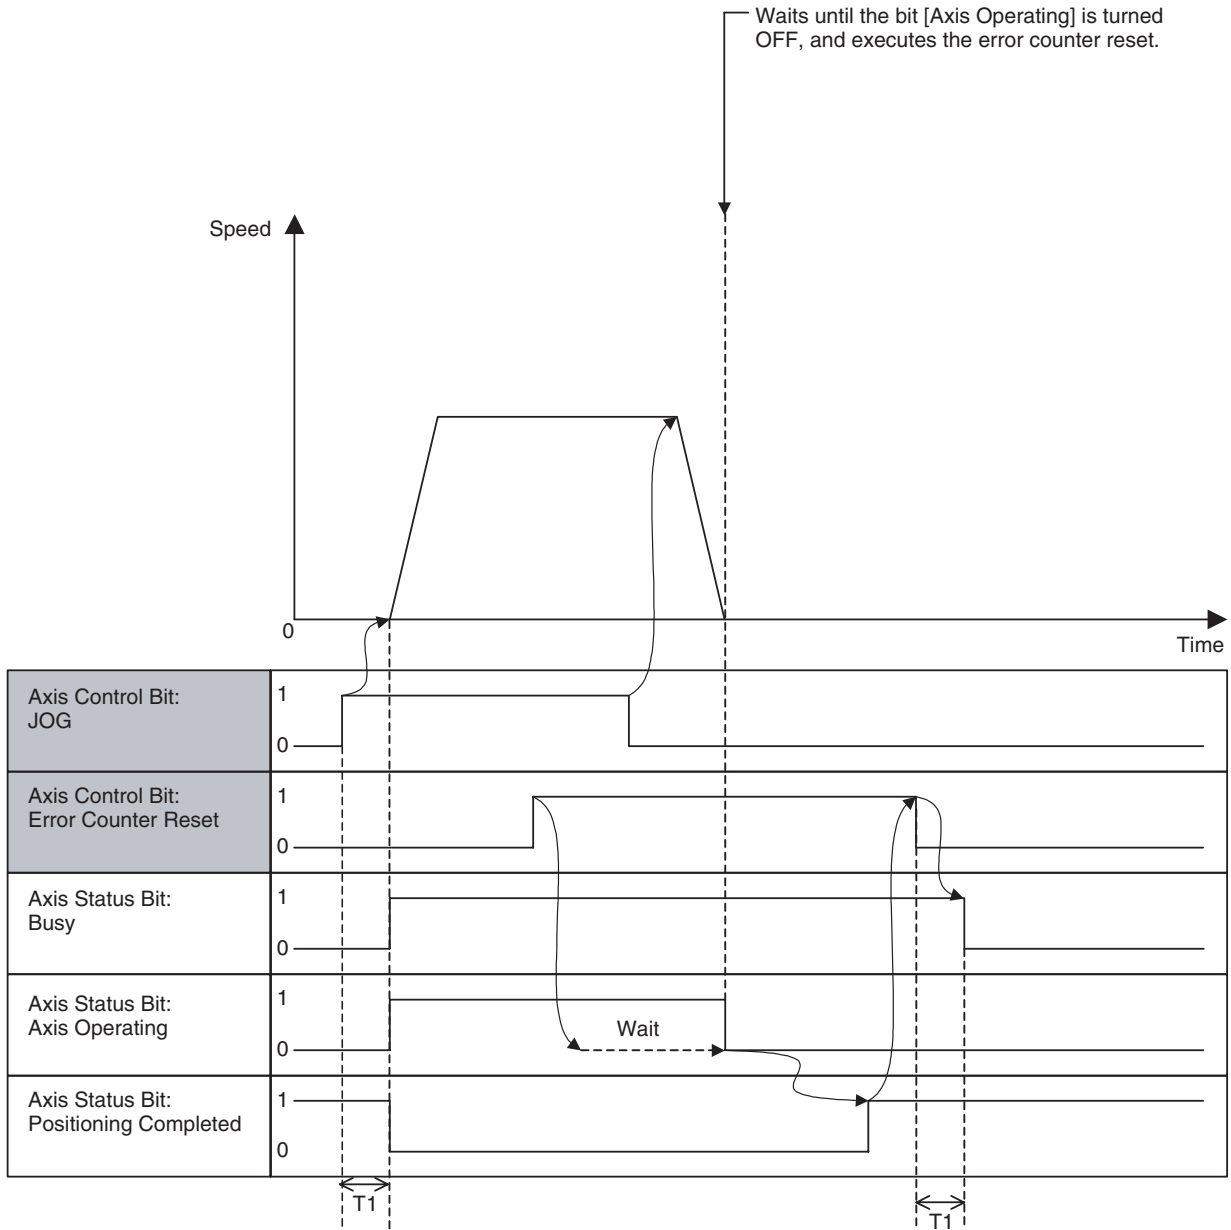 Waits until the bit [Axis Operating] is turned
OFF, and executes the error counter reset.
Speed
0
Time
Axis Control Bit:
JOG
1
0
Axis Control Bit:
Error Counter Reset
1
0
Axis Status Bit:
Busy
1
0
Axis Status Bit:
Axis Operating
1
0
Wait
Axis Status Bit:
Positioning Completed
1
0
T1
T1